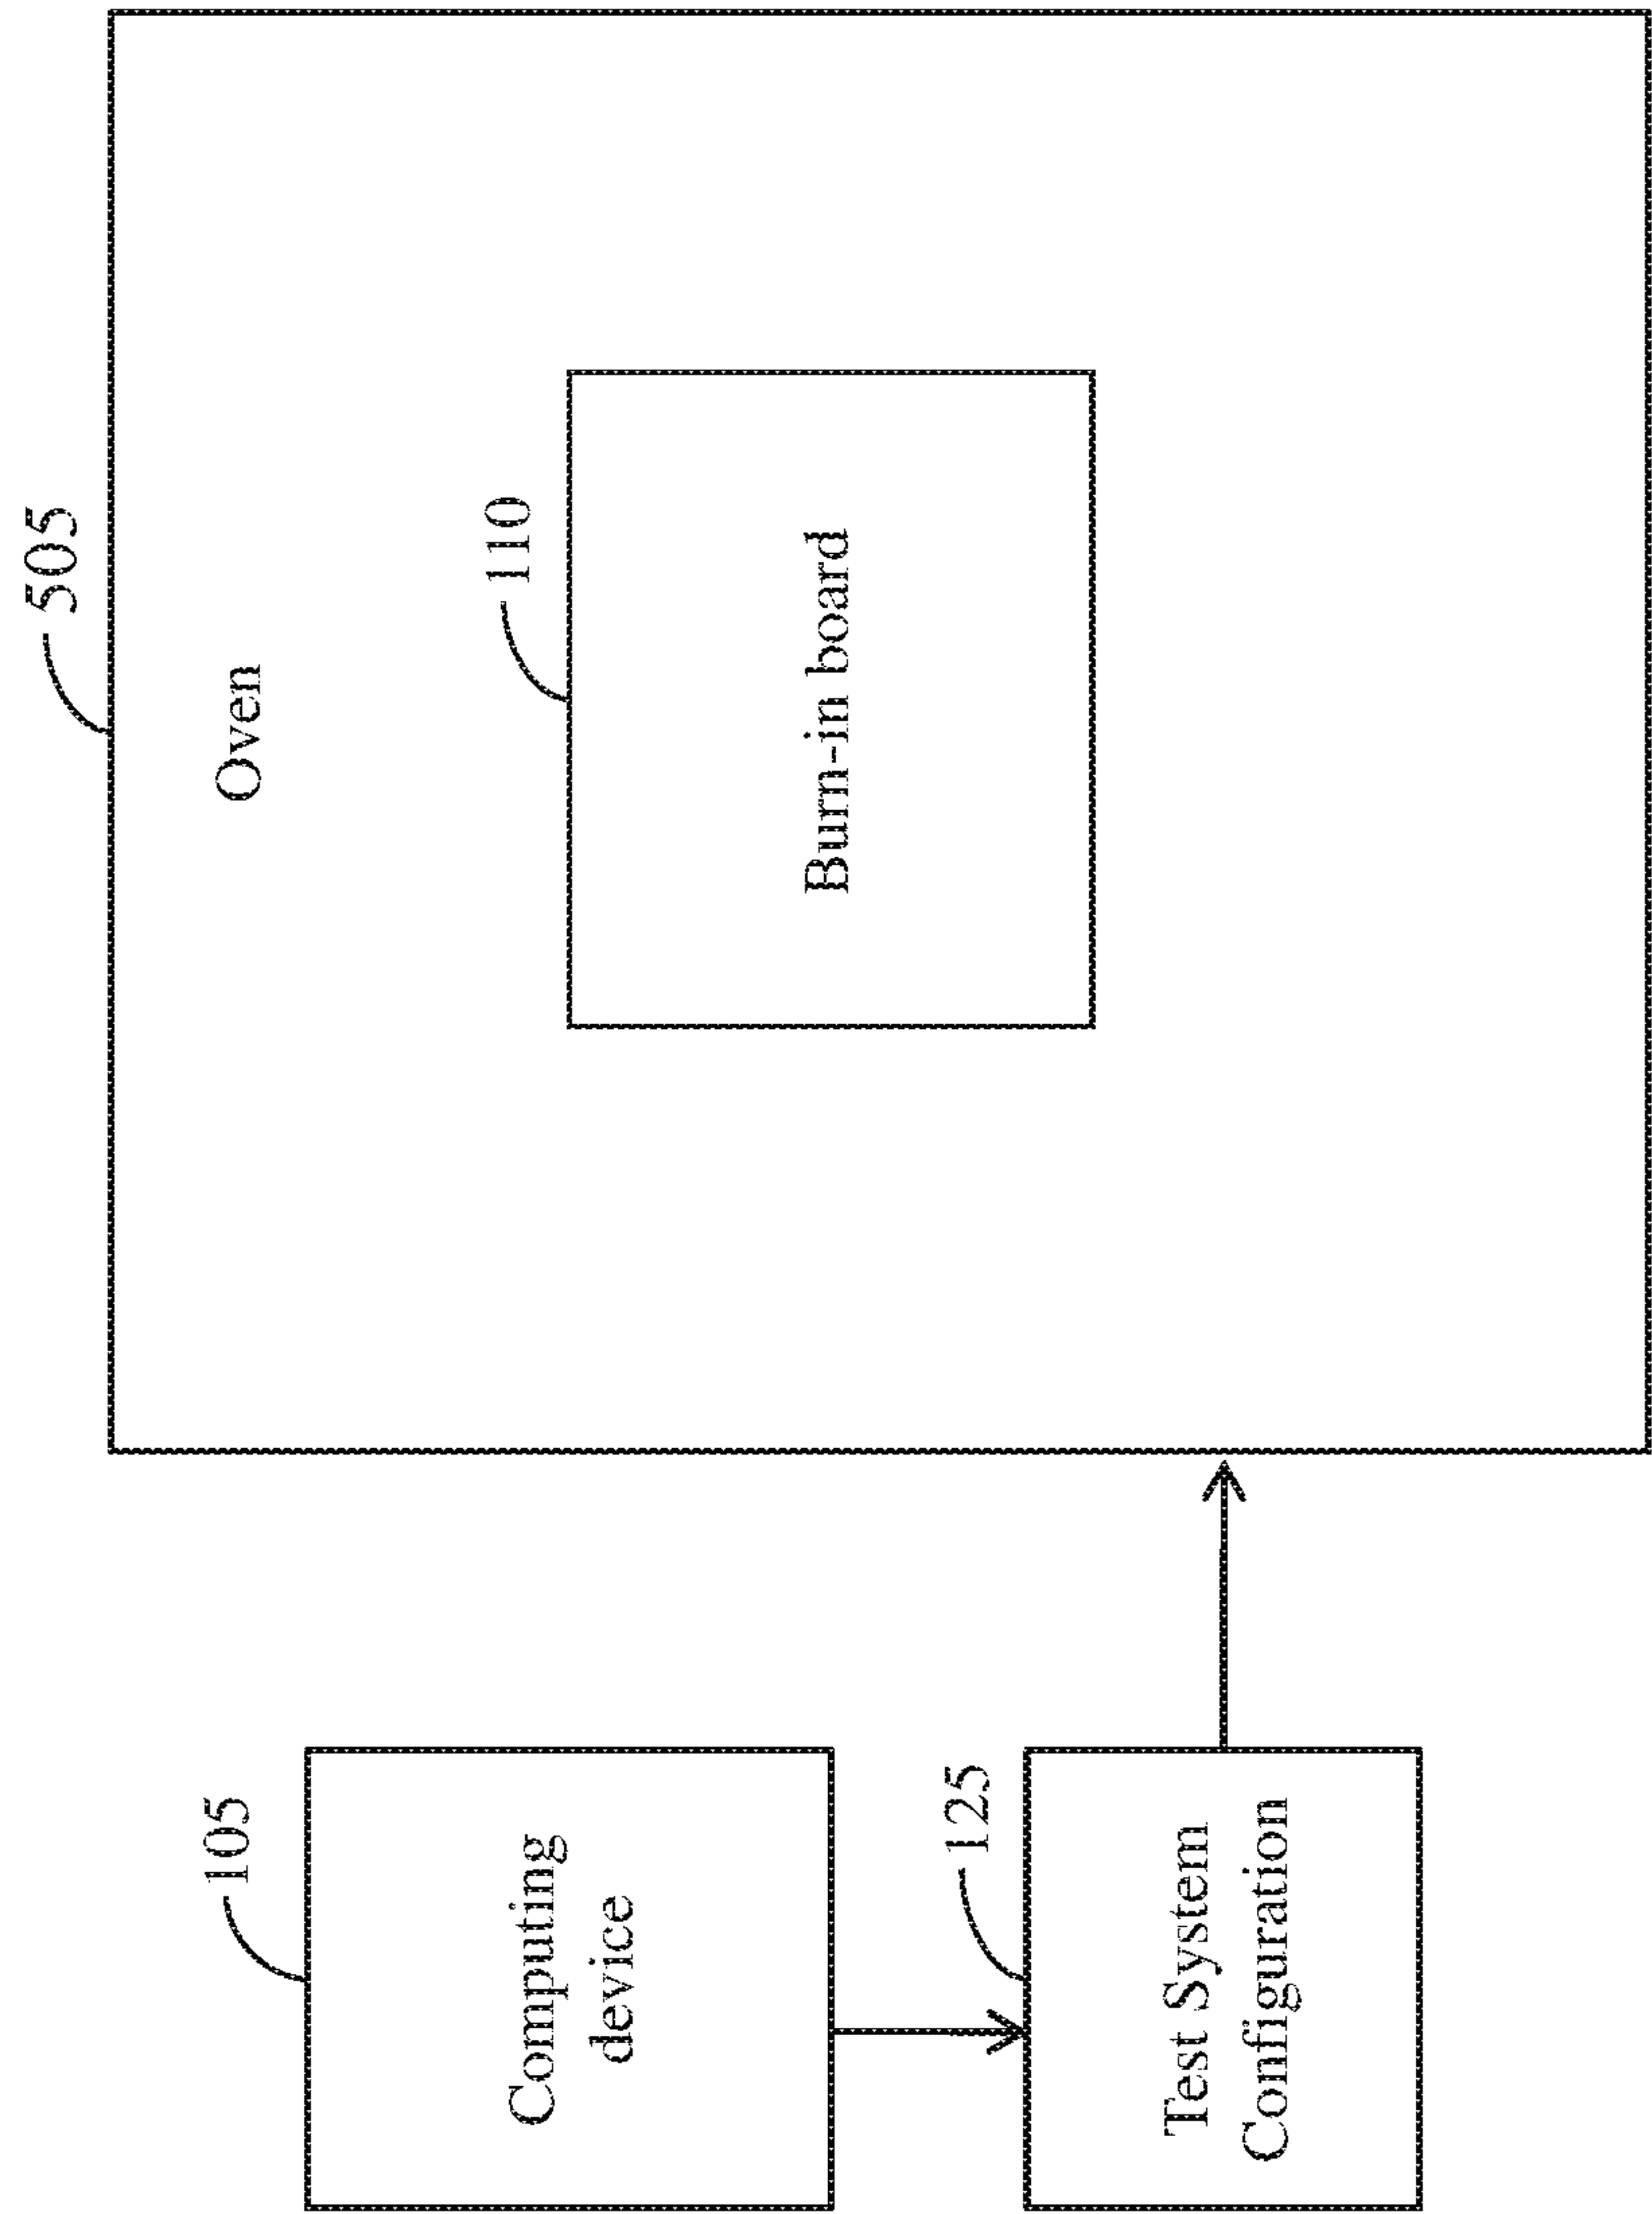 505
Oven
110
Burn-in board
105
Computing
device
125
Test System
Configuration